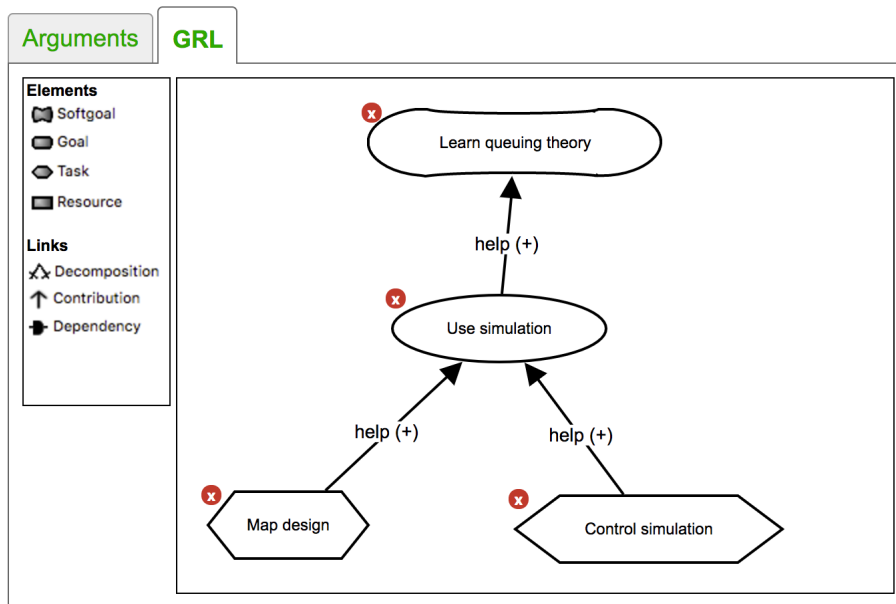 Arguments
GRL
Elements
Softgoal
Goal
Task
Resource
Links
Decomposition
Contribution
Dependency
x
Learn queuing theory
help (+)
x
Use simulation
help (+)
help (+)
x
Map design
x
Control simulation